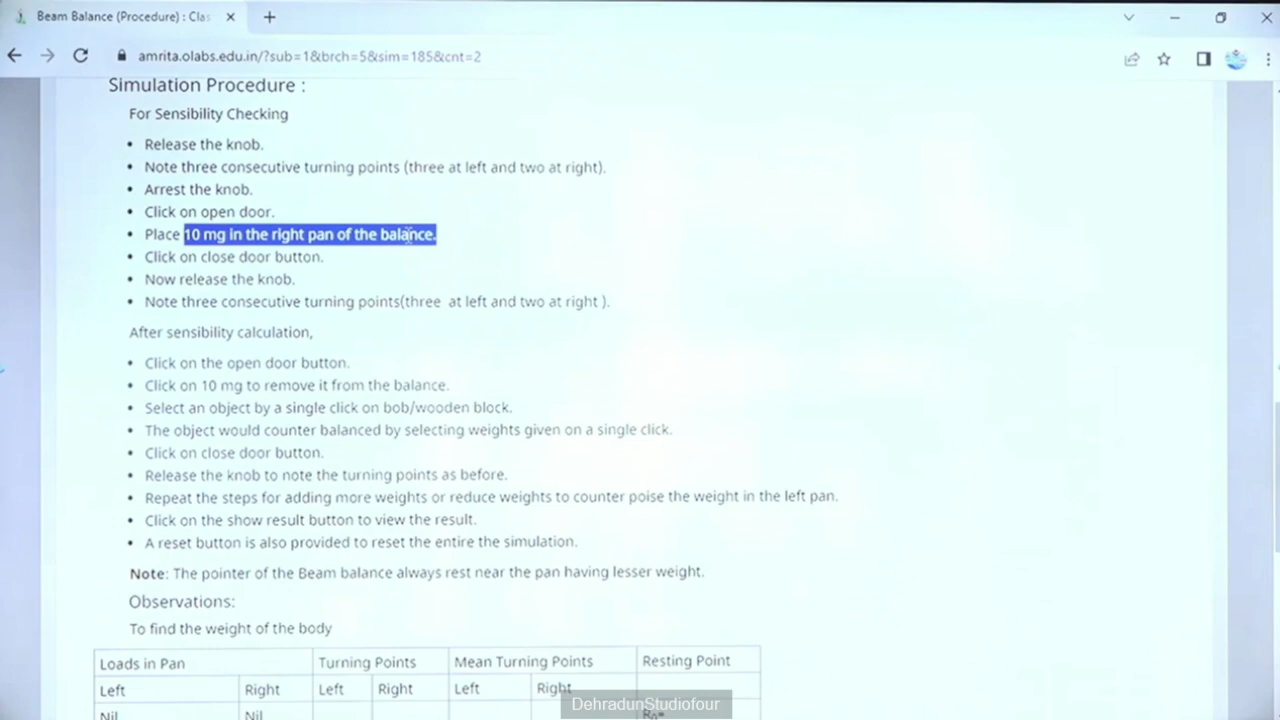 Beam Balance (Procedure) : Clas
amrita.olabs.edu.in/?sub=1&brch=5&sim=185&cnt=2
Simulation Procedure :
For Sensibility Checking
• Release the knob.
• Note three consecutive turning points (three at left and two at right).
• Arrest the knob.
• Click on open door.
• Place 10 mg in the right pan of the balance.
• Click on close door button.
• Now release the knob.
• Note three consecutive turning points(three at left and two at right ).
After sensibility calculation,
• Click on the open door button.
• Click on 10 mg to remove it from the balance.
• Select an object by a single click on bob/wooden block.
• The object would counter balanced by selecting weights given on a single click.
• Click on close door button.
• Release the knob to note the turning points as before.
• Repeat the steps for adding more weights or reduce weights to counter poise the weight in the left pan.
• Click on the show result button to view the result.
• A reset button is also provided to reset the entire the simulation.
Note: The pointer of the Beam balance always rest near the pan having lesser weight.
Observations:
To find the weight of the body
Loads in Pan Turning Points Mean Turning Points Resting Point
Left Right Left Right Left Right
Nil Nil R₀=
DehradunStudiofour